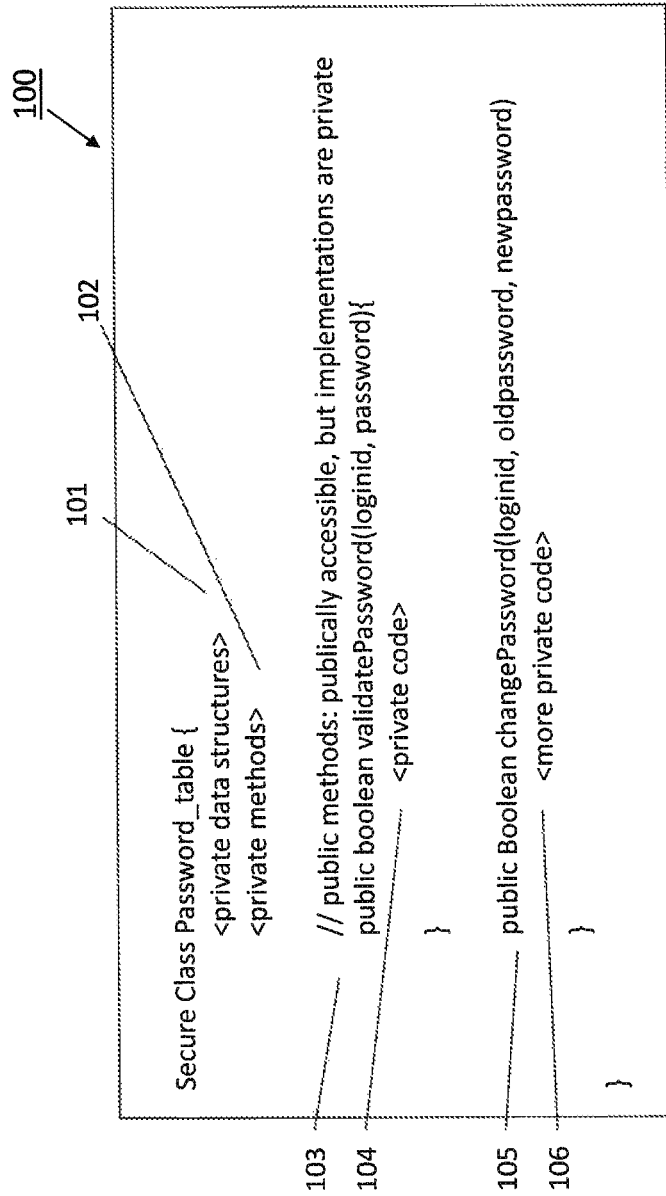 100
102
101
Secure Class Password_table {
<private data structures>
<private methods>
// public methods: publically accessible, but implementations are private
public boolean validatePassword(loginid, password){
<private code>
}
public Boolean changePassword(loginid, oldpassword, newpassword)
<more private code>
}
}
103
104
105
106